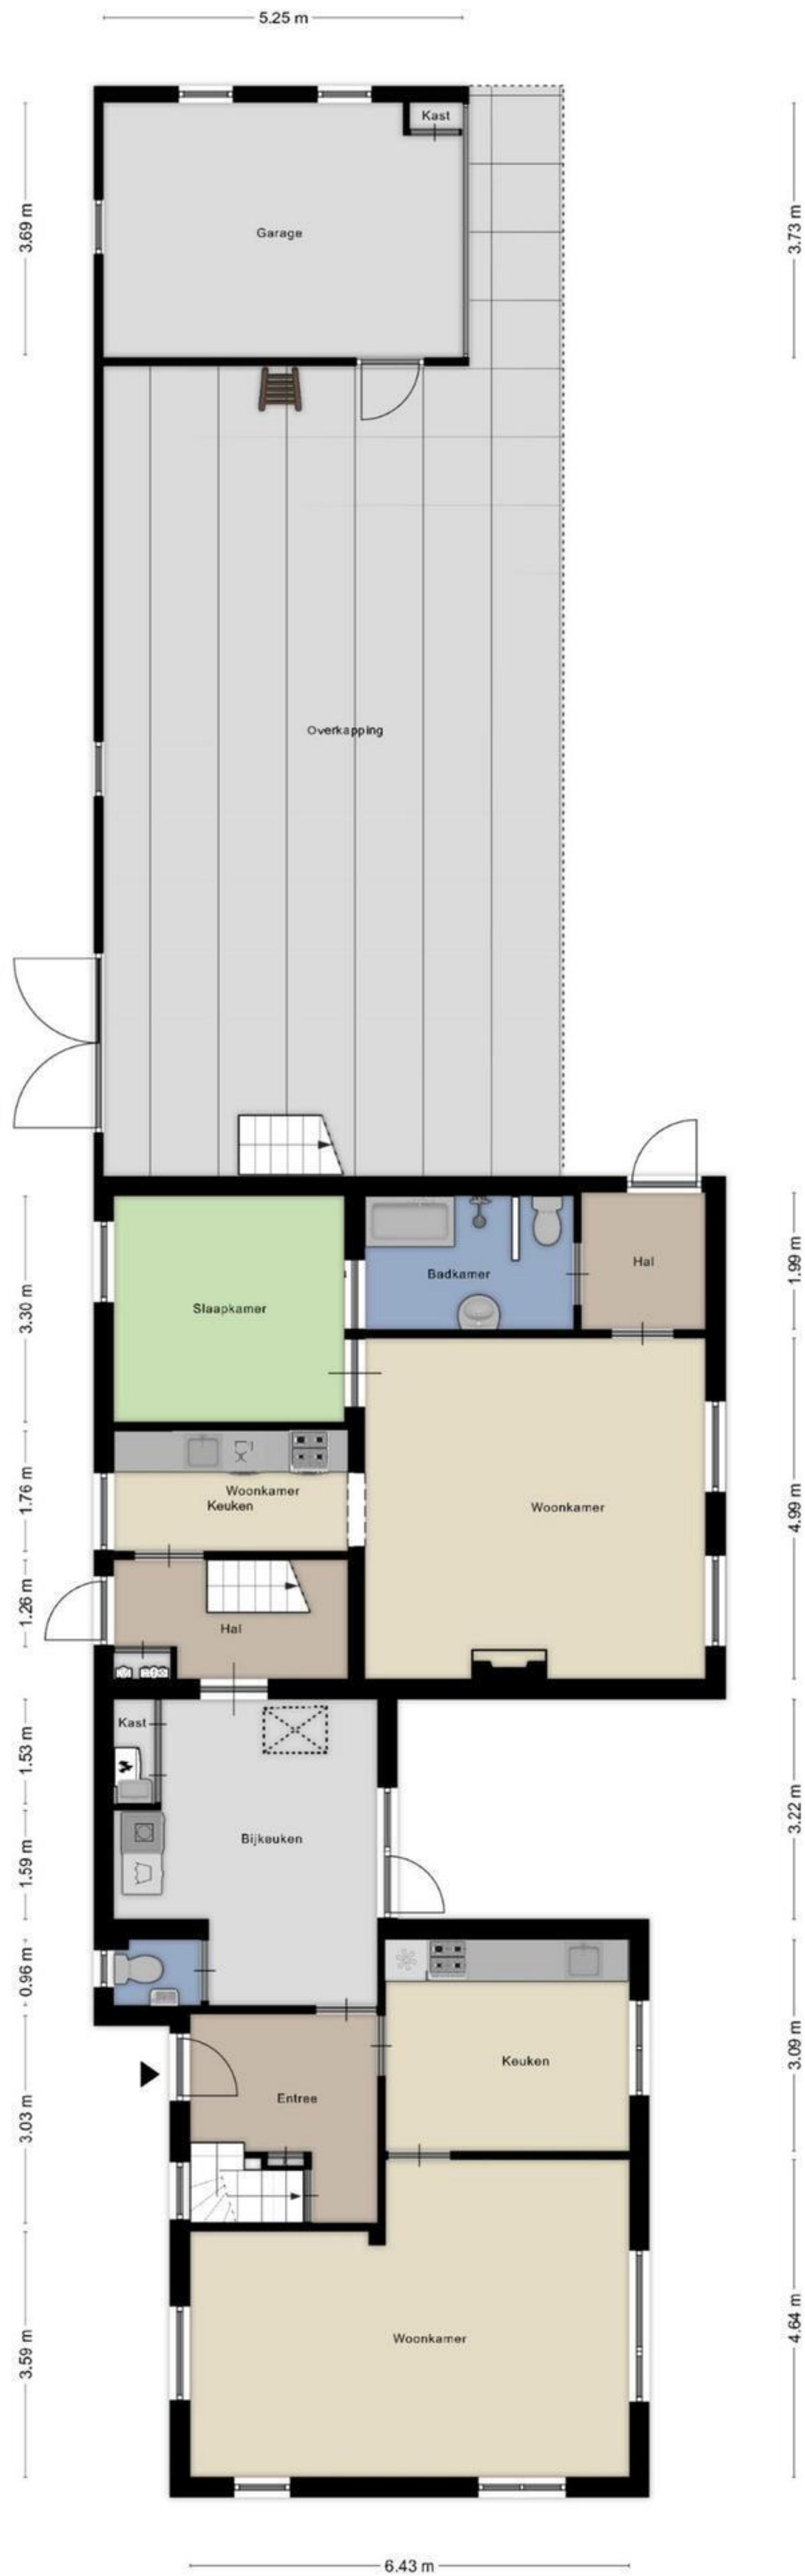 5.25 m
Kast
3.69 m
Garage
3.73 m
Overkapping
Hal
1.99 m
Badkamer
3.30 m
Slaapkamer
Woonkamer
Keuken
1.76 m
Woonkamer
4.99 m
1.26 m
Hal
Kast
1.53 m
3.22 m
Bijkeuken
1.59 m
0.96 m
Keuken
3.09 m
Entree
3.03 m
Woonkamer
4.64 m
3.59 m
6.43 m